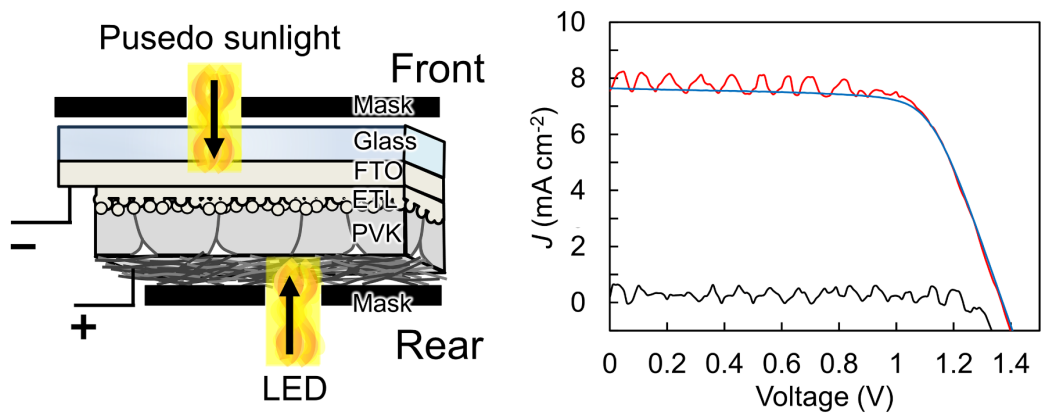 Pusedo sunlight
Front
Mask
Glass
FTO
ETL
PVK
−
+
Mask
Rear
LED
10
8
6
4
2
0
J (mA cm-2)
0 0.2 0.4 0.6 0.8 1 1.2 1.4
Voltage (V)